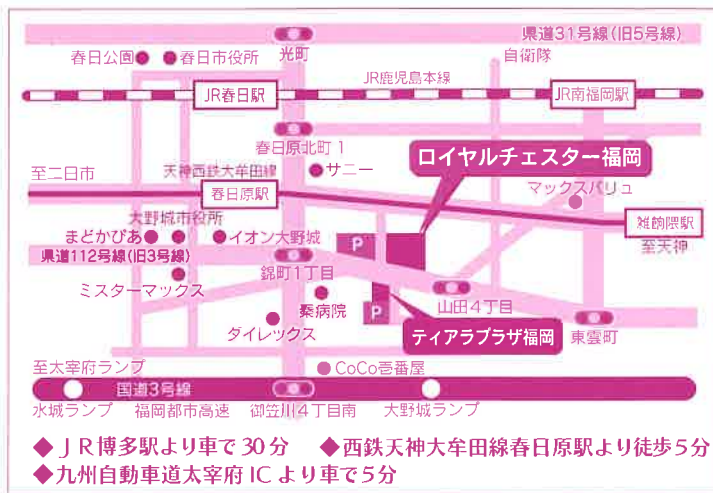 県道31号線(旧5号線)
春日公園
春日市役所
光町
自衛隊
JR鹿児島本線
JR春日駅
JR南福岡駅
春日原北町1
ロイヤルチェスター福岡
至二日市
天神西鉄大牟田線
サニー
春日原駅
マックスバリュ
大野城市役所
雑餉隈駅
まどかぴあ
イオン大野城
P
至天神
県道112号線(旧3号線)
錦町1丁目
ミスターマックス
秦病院
山田4丁目
P
ダイレックス
ティアラプラザ福岡
東雲町
至太宰府ランプ
CoCo壱番屋
国道3号線
水城ランプ
福岡都市高速
御笠川4丁目南
大野城ランプ
◆JR博多駅より車で30分 ◆西鉄天神大牟田線春日原駅より徒歩5分
◆九州自動車道太宰府ICより車で5分